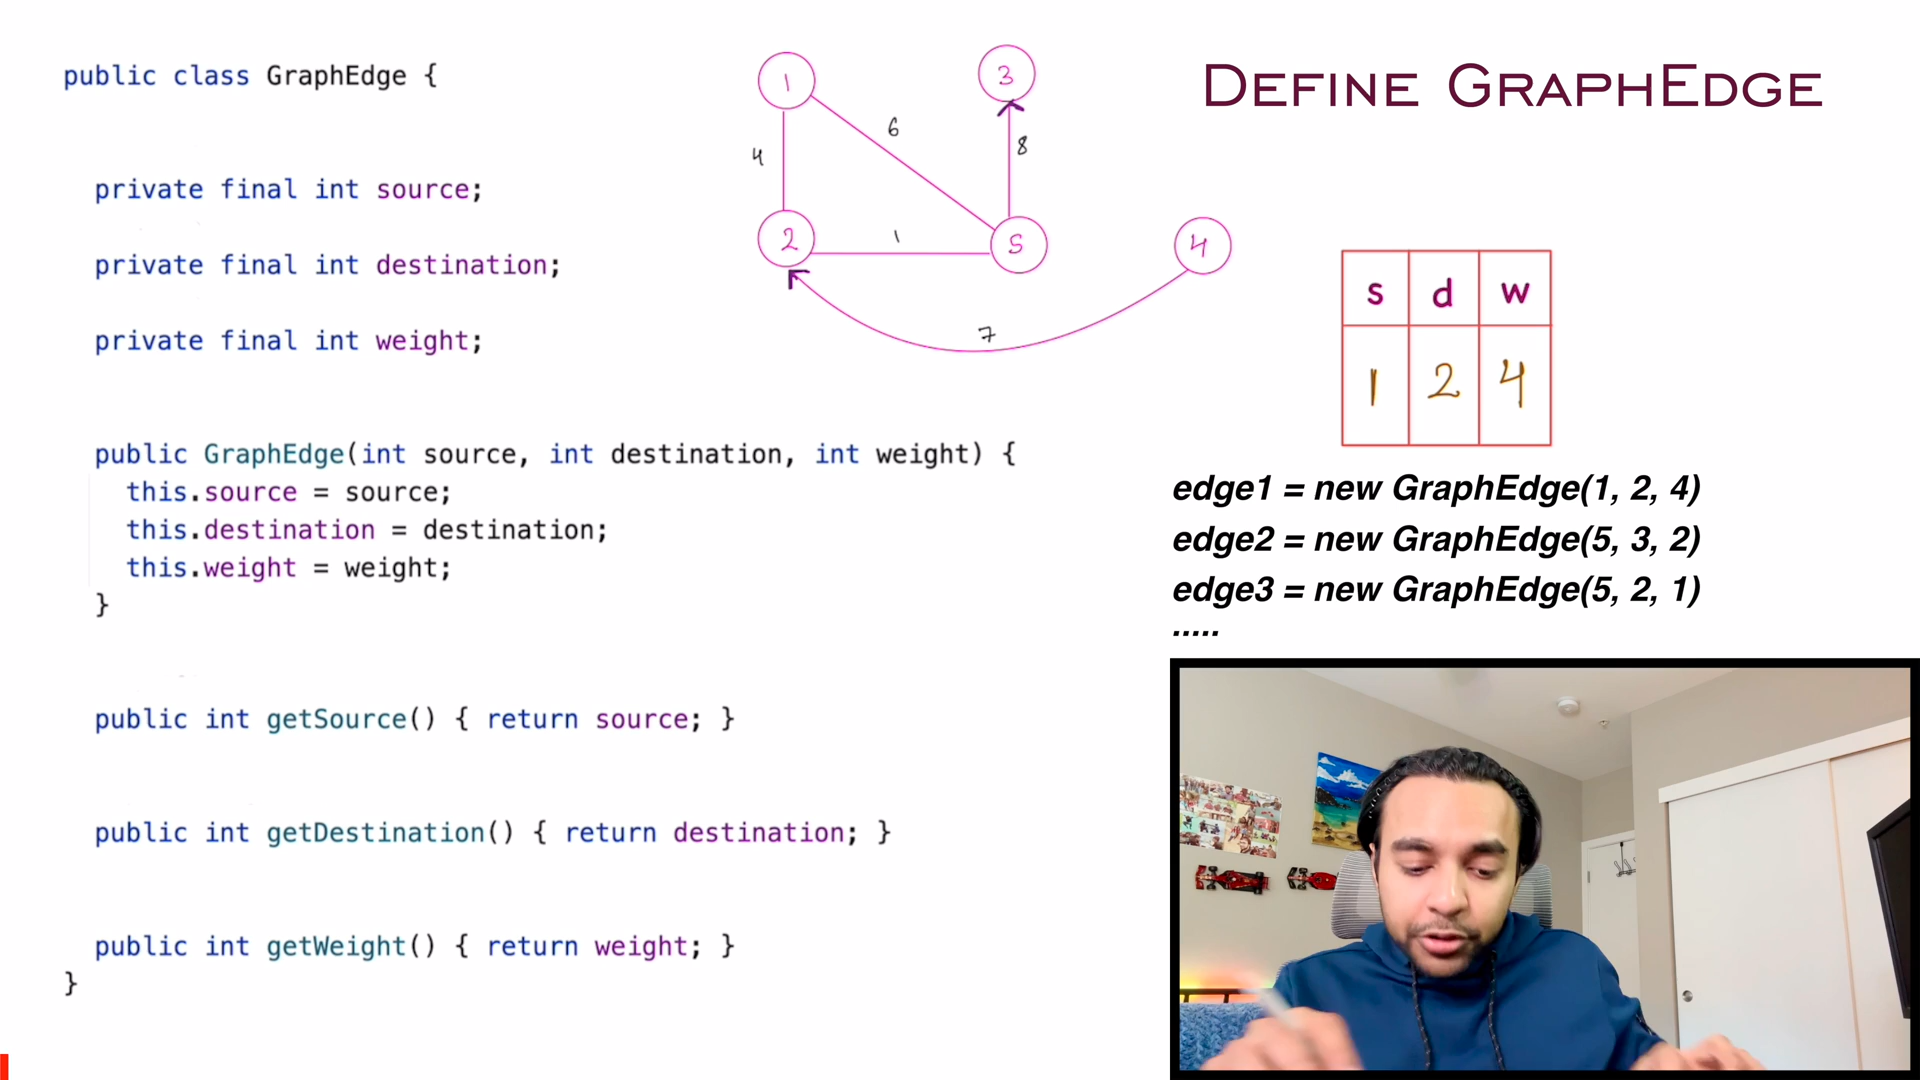 public class GraphEdge {
private final int source;
private final int destination;
private final int weight;
public GraphEdge(int source, int destination, int weight) {
this.source = source;
this.destination = destination;
this.weight = weight;
}
public int getSource() { return source; }
public int getDestination() { return destination; }
public int getWeight() { return weight; }
}
1
3
6
4
8
2
1
5
4
7
DEFINE GRAPHEDGE
s d w
1 2 4
edge1 = new GraphEdge(1, 2, 4)
edge2 = new GraphEdge(5, 3, 2)
edge3 = new GraphEdge(5, 2, 1)
.....